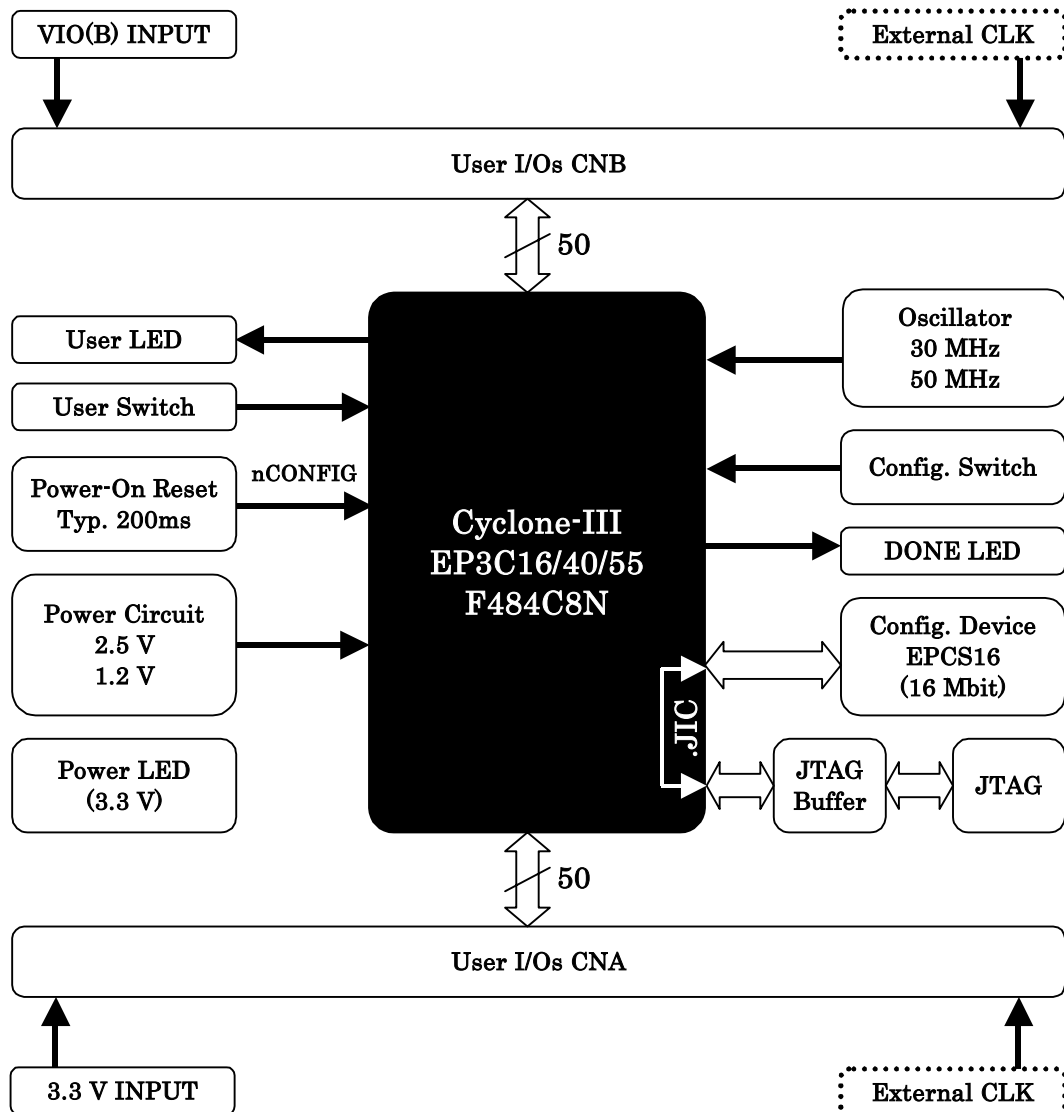 VIO(B) INPUT
External CLK
User I/Os CNB
50
User LED
User Switch
nCONFIG
Power-On Reset
Typ. 200ms
Power Circuit
2.5 V
1.2 V
Power LED
(3.3 V)
Cyclone-III
EP3C16/40/55
F484C8N
.JIC
Oscillator
30 MHz
50 MHz
Config. Switch
DONE LED
Config. Device
EPCS16
(16 Mbit)
JTAG
Buffer
JTAG
50
User I/Os CNA
3.3 V INPUT
External CLK